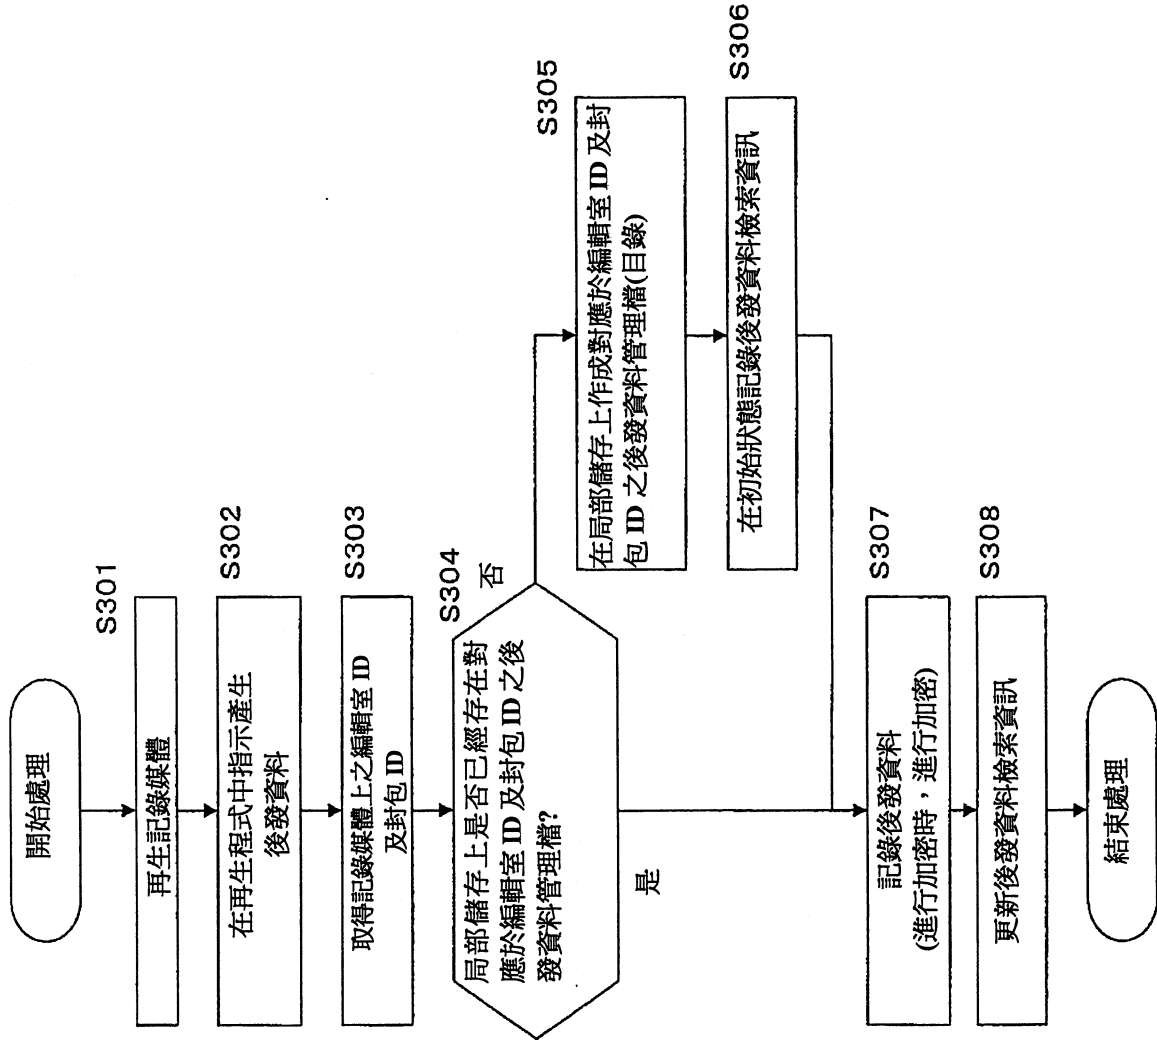 開始處理
S301
再生記錄媒體
S302
在再生程式中指示產生
後發資料
S303
取得記錄媒體上之編輯室 ID
及封包 ID
S304
局部儲存上是否已經存在對
應於編輯室 ID 及封包 ID 之後
發資料管理檔?
否
是
S305
在局部儲存上作成對應於編輯室 ID 及封
包 ID 之後發資料管理檔(目錄)
S306
在初始狀態記錄後發資料檢索資訊
S307
記錄後發資料
(進行加密時，進行加密)
S308
更新後發資料檢索資訊
結束處理